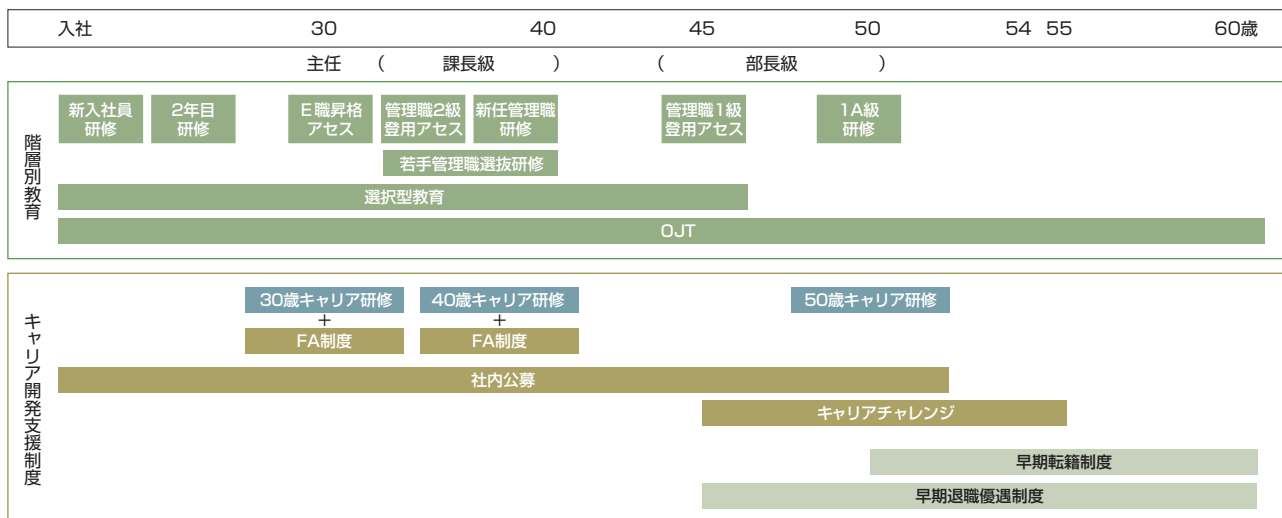 入社 30 40 45 50 54 55 60歳
主任 ( 課長級 ) ( 部長級 )
階層別教育
新入社員
研修
2年目
研修
E職昇格
アセス
管理職2級
登用アセス
新任管理職
研修
管理職1級
登用アセス
1A級
研修
若手管理職選抜研修
選択型教育
OJT
キャリア開発支援制度
30歳キャリア研修
+
FA制度
40歳キャリア研修
+
FA制度
50歳キャリア研修
社内公募
キャリアチャレンジ
早期転籍制度
早期退職優遇制度